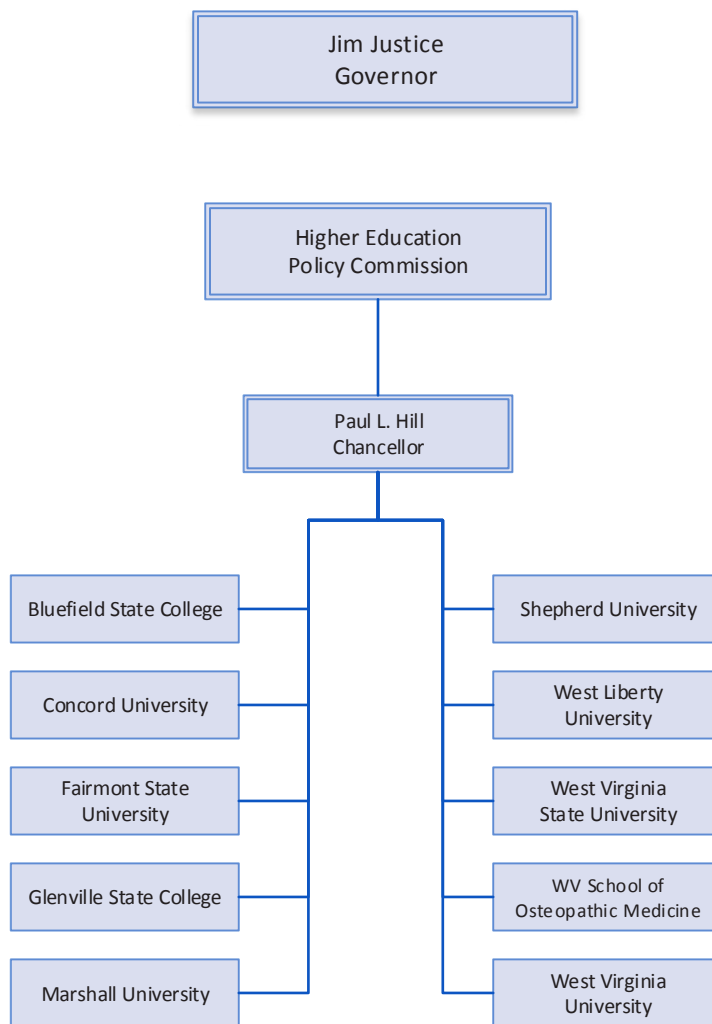 Jim Justice
Governor
Higher Education
Policy Commission
Paul L. Hill
Chancellor
Bluefield State College
Concord University
Fairmont State
University
Glenville State College
Marshall University
Shepherd University
West Liberty
University
West Virginia
State University
WV School of
Osteopathic Medicine
West Virginia
University